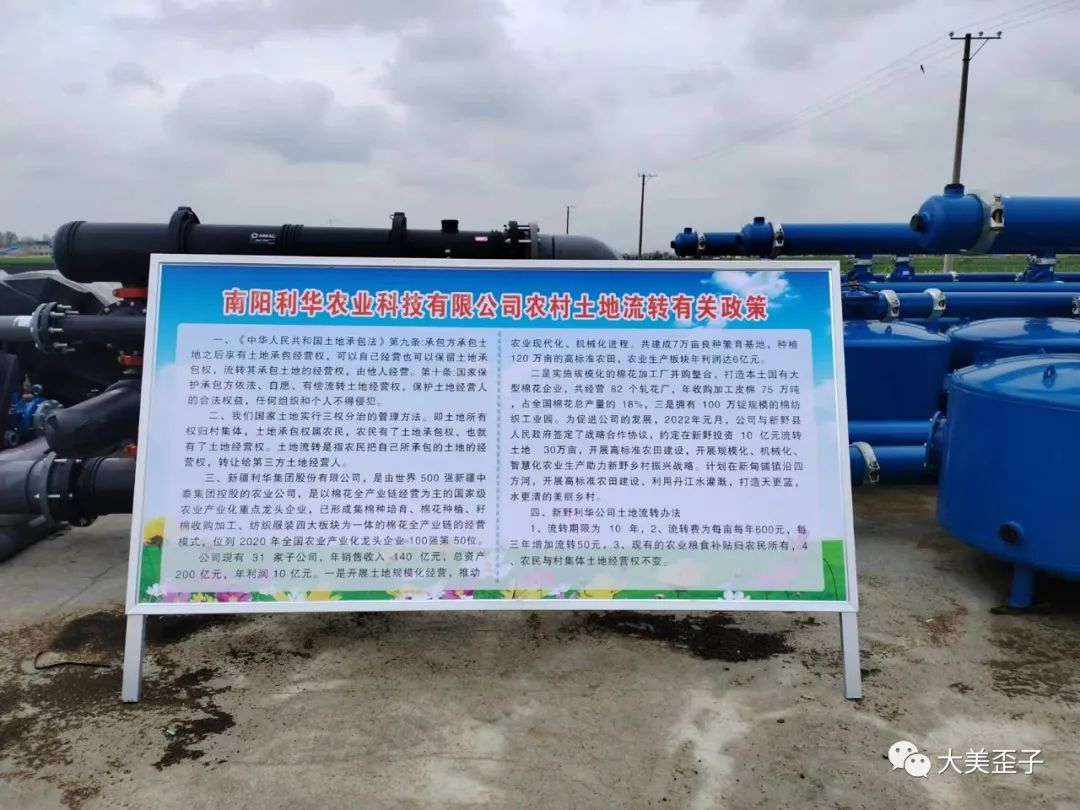 南阳利华农业科技有限公司农村土地流转有关政策
一、《中华人民共和国土地承包法》第九条:承包方承包土
地之后享有土地承包经营权，可以自己经营也可以保留土地承
包权，流转其承包土地的经营权，由他人经营。第十条:国家保
护承包方依法、自愿、有偿流转土地经营权，保护土地经营人
的合法权益，任何组织和个人不得侵犯。
二、我们国家土地实行三权分治的管理方法。即土地所有
权归村集体，土地承包权属农民，农民有了土地承包权、也就
有了土地经营权。土地流转是指农民把自己所承包的土地的经
营权，转让给第三方土地经营人。
三、新疆利华集团股份有限公司，是由世界 500 强新疆中
泰集团控股的农业公司，是以棉花全产业链经营为主的国家级
农业产业化重点龙头企业，已形成集棉种培育、棉花种植、籽
棉收购加工、纺织服装四大板块为一体的棉花全产业链的经营
模式，位列 2020 年全国农业产业化龙头企业 100强第 50位。
公司现有 31 家子公司，年销售收入 140 亿元，总资产
200 亿元，年利润 10 亿元。一是开展土地规模化经营，推动
农业现代化、机械化进程。共建成7万亩良种繁育基地，种植
120 万亩的高标准农田，农业生产板块年利润达6亿元。
二是实施规模化的棉花加工厂并购整合，打造本土国有大
型棉花企业，共经营 82 个轧花厂，年收购加工皮棉 75 万吨
，占全国棉花总产量的 18%，三是拥有 100 万锭规模的棉纺
织工业园。为促进公司的发展，2022年元月，公司与新野县
人民政府签定了战略合作协议，约定在新野投资 10 亿元流转
土地 30万亩，开展高标准农田建设，开展规模化、机械化、
智慧化农业生产助力新野乡村振兴战略。计划在新甸铺镇沿四
方河，开展高标准农田建设、利用丹江水灌溉，打造天更蓝，
水更清的美丽乡村。
四、新野利华公司土地流转办法
1、流转期限为 10 年，2、流转费为每亩每年600元，每
三年增加流转50元，3、现有的农业粮食补贴归农民所有，4
、农民与村集体土地经营权不变。
大美歪子